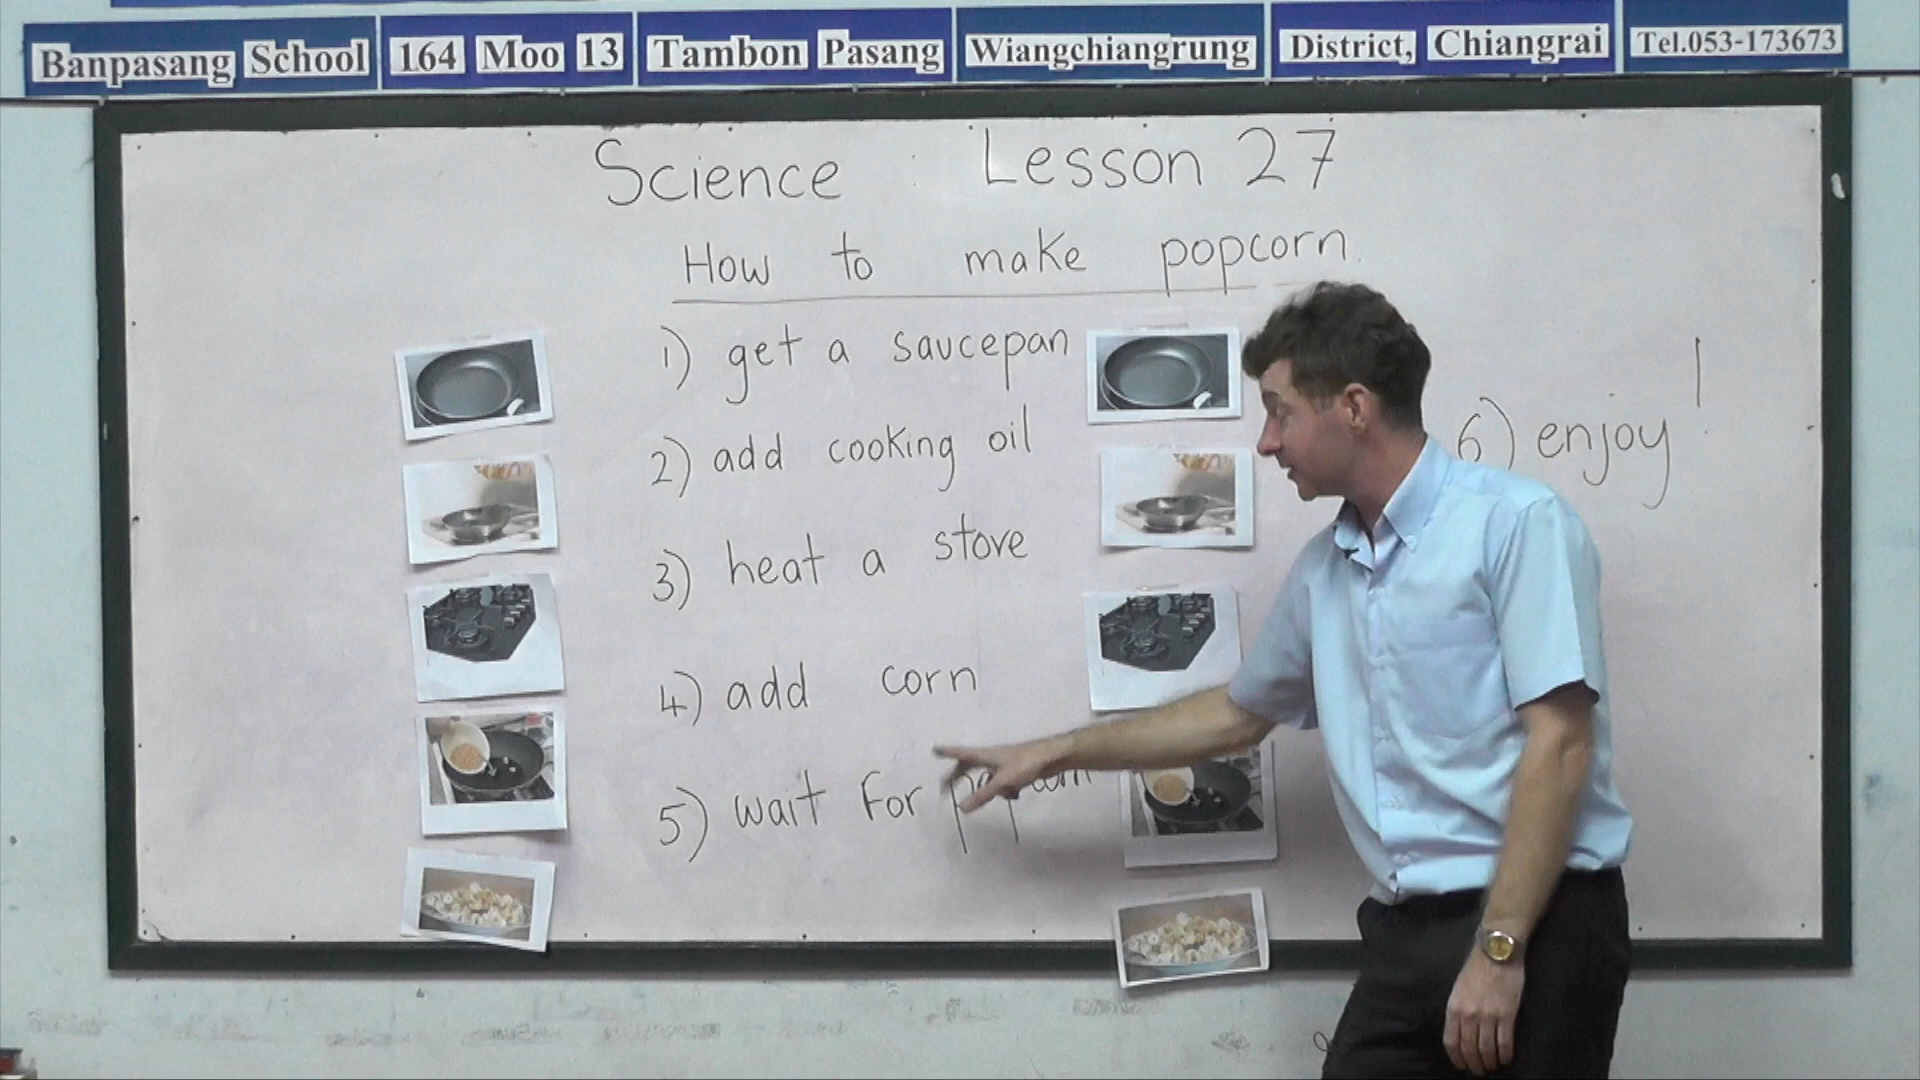 Banpasang School 164 Moo 13 Tambon Pasang Wiangchiangrung District, Chiangrai Tel.053-173673
Science Lesson 27
How to make popcorn
1) get a saucepan
2) add cooking oil
3) heat a stove
4) add corn
5) wait for
6) enjoy!